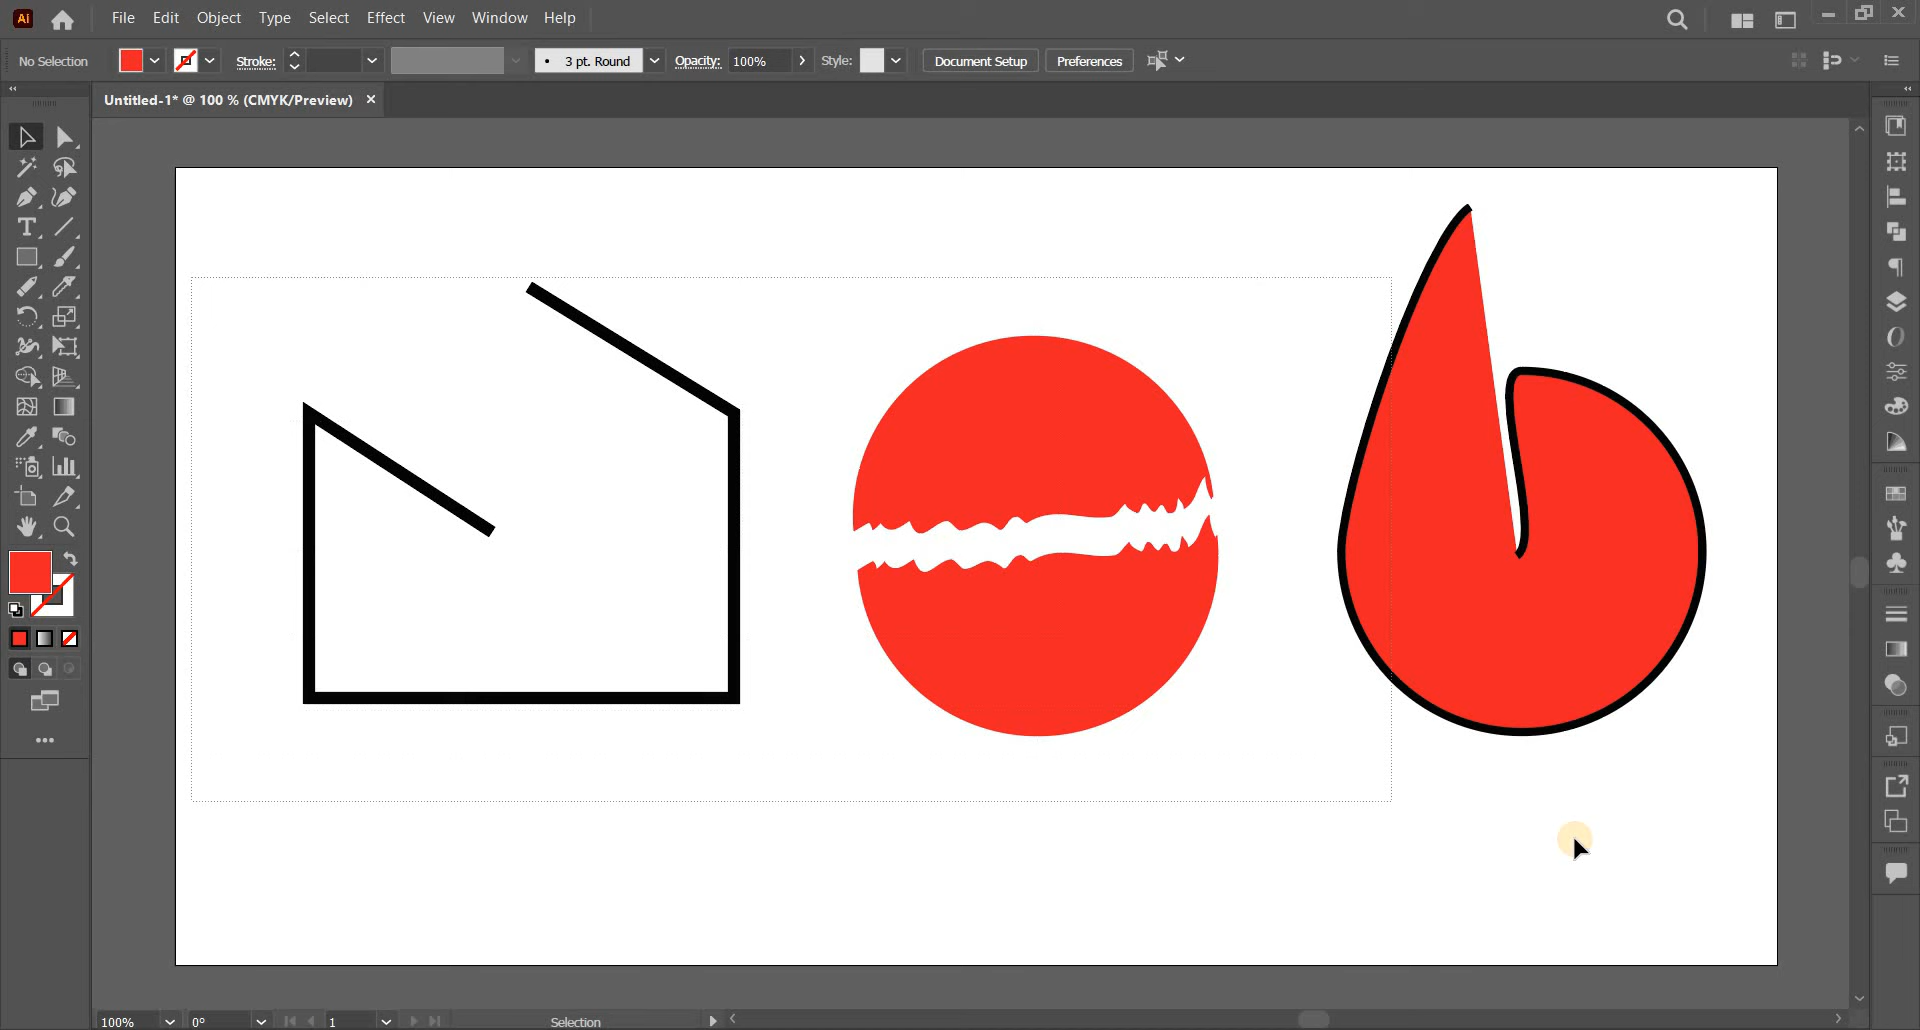 Ai File Edit Object Type Select Effect View Window Help
No Selection Stroke: 3 pt. Round Opacity: 100% Style: Document Setup Preferences
Untitled-1* @ 100 % (CMYK/Preview)
100% 0° 1 Selection